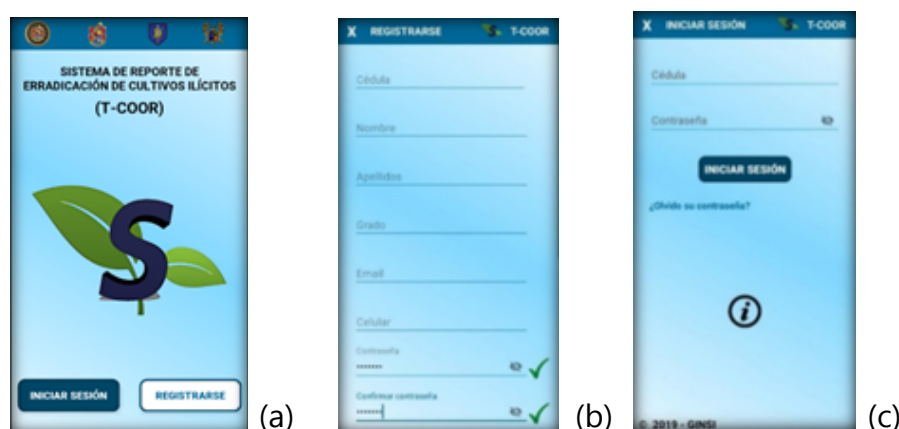 SISTEMA DE REPORTE DE
ERRADICACIÓN DE CULTIVOS ILÍCITOS
(T-COOR)
S
INICIAR SESIÓN
REGISTRARSE
(a)
X REGISTRARSE S T-COOR
Cédula
Nombre
Apellidos
Grado
Email
Celular
Contraseña
•••••••
Confirmar contraseña
•••••••
(b)
X INICIAR SESIÓN S T-COOR
Cédula
Contraseña
INICIAR SESIÓN
¿Olvido su contraseña?
i
© 2019 - GINSI
(c)